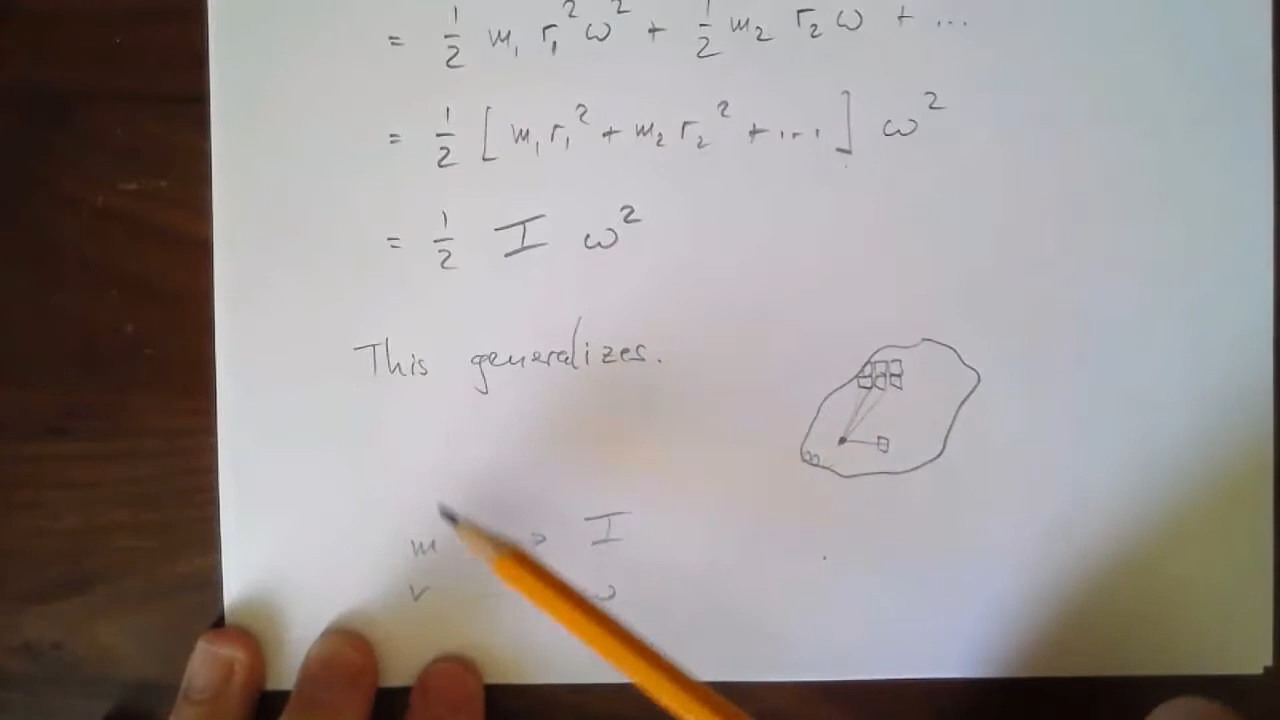 = 1/2 m₁ r₁² ω² + 1/2 m₂ r₂ ω + ...
= 1/2 [ m₁ r₁² + m₂ r₂² + ... ] ω²
= 1/2 I ω²
This generalizes.
m > I
v ω